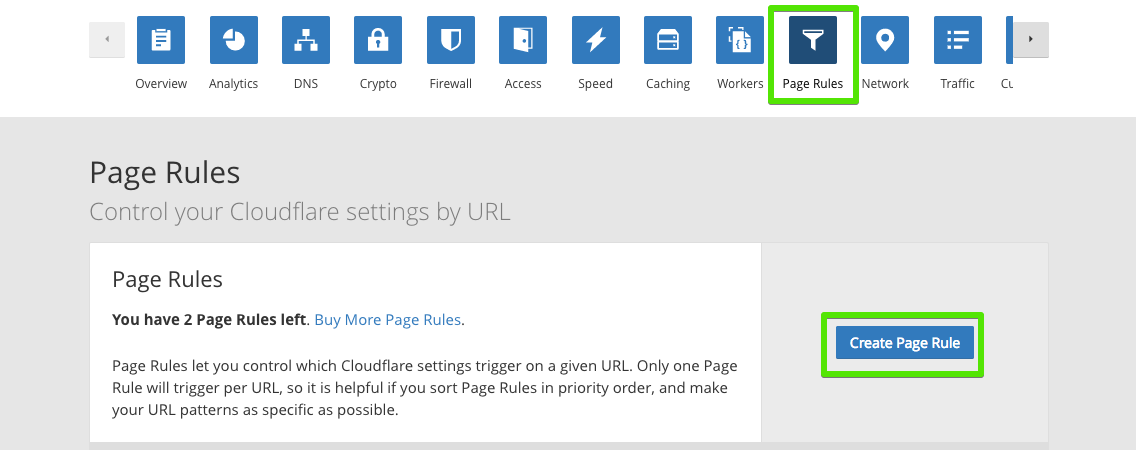 Overview Analytics DNS Crypto Firewall Access Speed Caching Workers Page Rules Network Traffic Cu
Page Rules
Control your Cloudflare settings by URL
Page Rules
You have 2 Page Rules left. Buy More Page Rules.
Create Page Rule
Page Rules let you control which Cloudflare settings trigger on a given URL. Only one Page
Rule will trigger per URL, so it is helpful if you sort Page Rules in priority order, and make
your URL patterns as specific as possible.